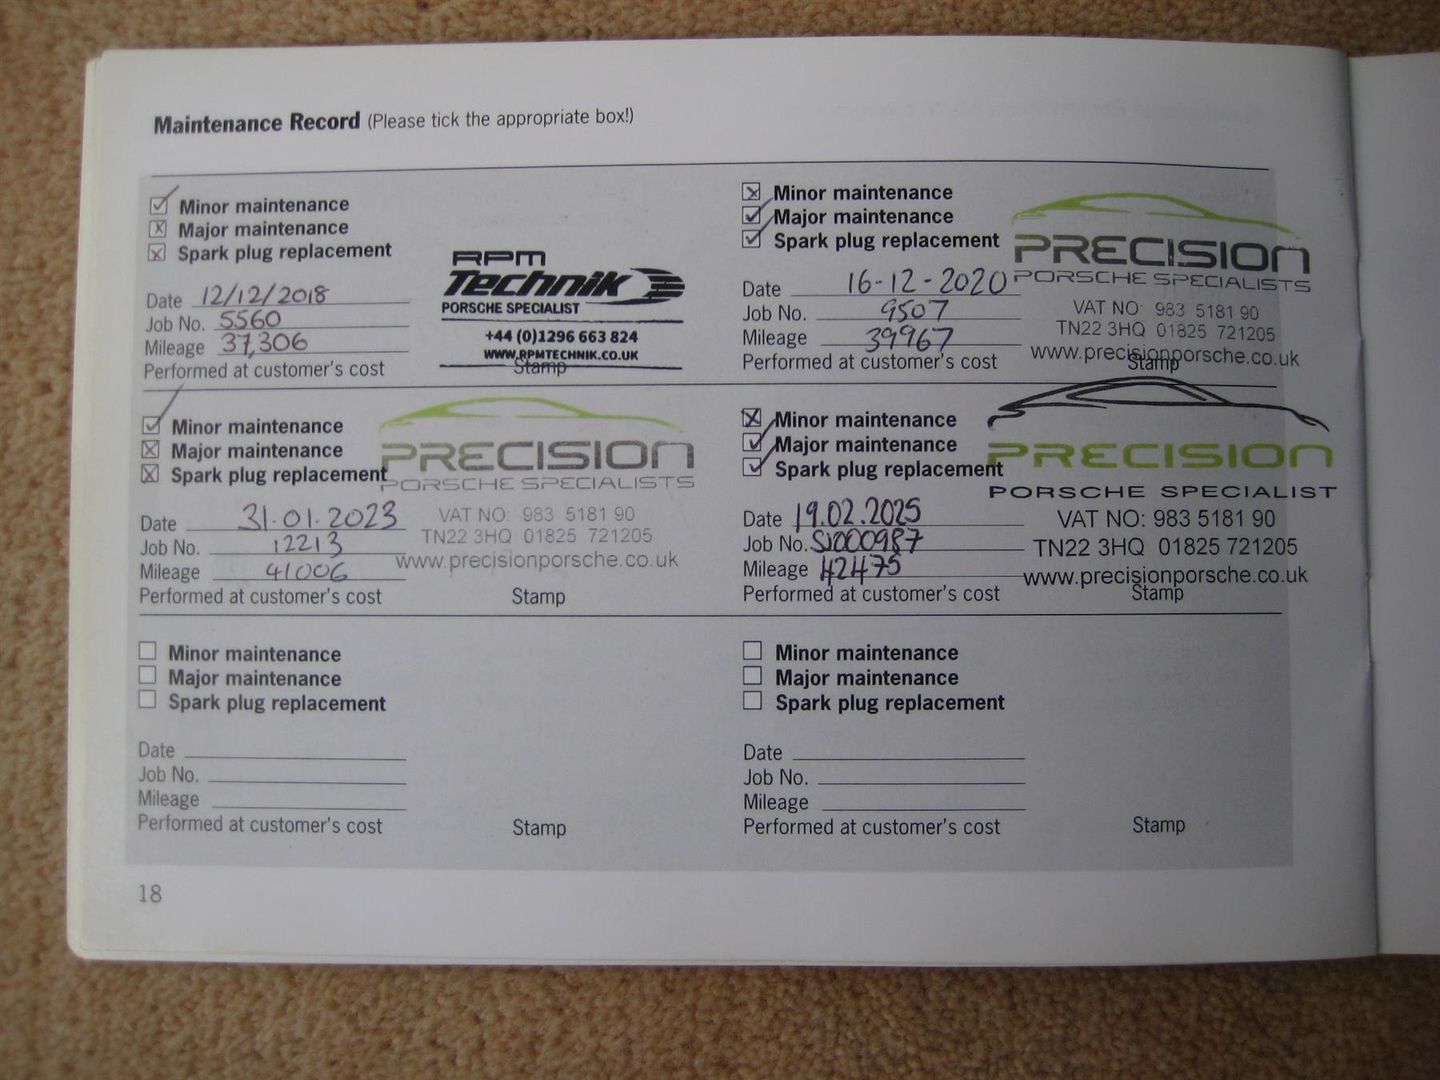 Maintenance Record (Please tick the appropriate box!)
Minor maintenance
Major maintenance
Spark plug replacement
Date 12/12/2018
Job No. 5560
Mileage 37,306
Performed at customer's cost
RPM
Technik
PORSCHE SPECIALIST
+44 (0)1296 663 824
WWW.RPMTECHNIK.CO.UK
Stamp
Minor maintenance
Major maintenance
Spark plug replacement
Date 16-12-2020
Job No. 9507
Mileage 39967
Performed at customer's cost
PRECISION
PORSCHE SPECIALISTS
VAT NO: 983 5181 90
TN22 3HQ 01825 721205
www.precisionporsche.co.uk
Stamp
Minor maintenance
Major maintenance
Spark plug replacement
Date 31.01.2023
Job No. 12213
Mileage 41006
Performed at customer's cost
PRECISION
PORSCHE SPECIALISTS
VAT NO: 983 5181 90
TN22 3HQ 01825 721205
www.precisionporsche.co.uk
Stamp
Minor maintenance
Major maintenance
Spark plug replacement
Date 19.02.2025
Job No. SI000987
Mileage 42475
Performed at customer's cost
PRECISION
PORSCHE SPECIALIST
VAT NO: 983 5181 90
TN22 3HQ 01825 721205
www.precisionporsche.co.uk
Stamp
Minor maintenance
Major maintenance
Spark plug replacement
Date
Job No.
Mileage
Performed at customer's cost
Stamp
Minor maintenance
Major maintenance
Spark plug replacement
Date
Job No.
Mileage
Performed at customer's cost
Stamp
18